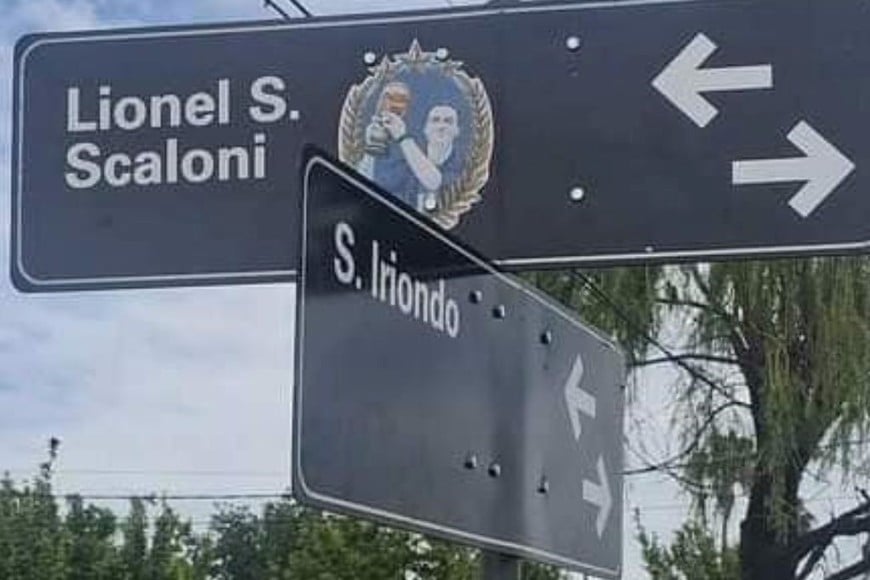 Lionel S.
Scaloni
S. Iriondo